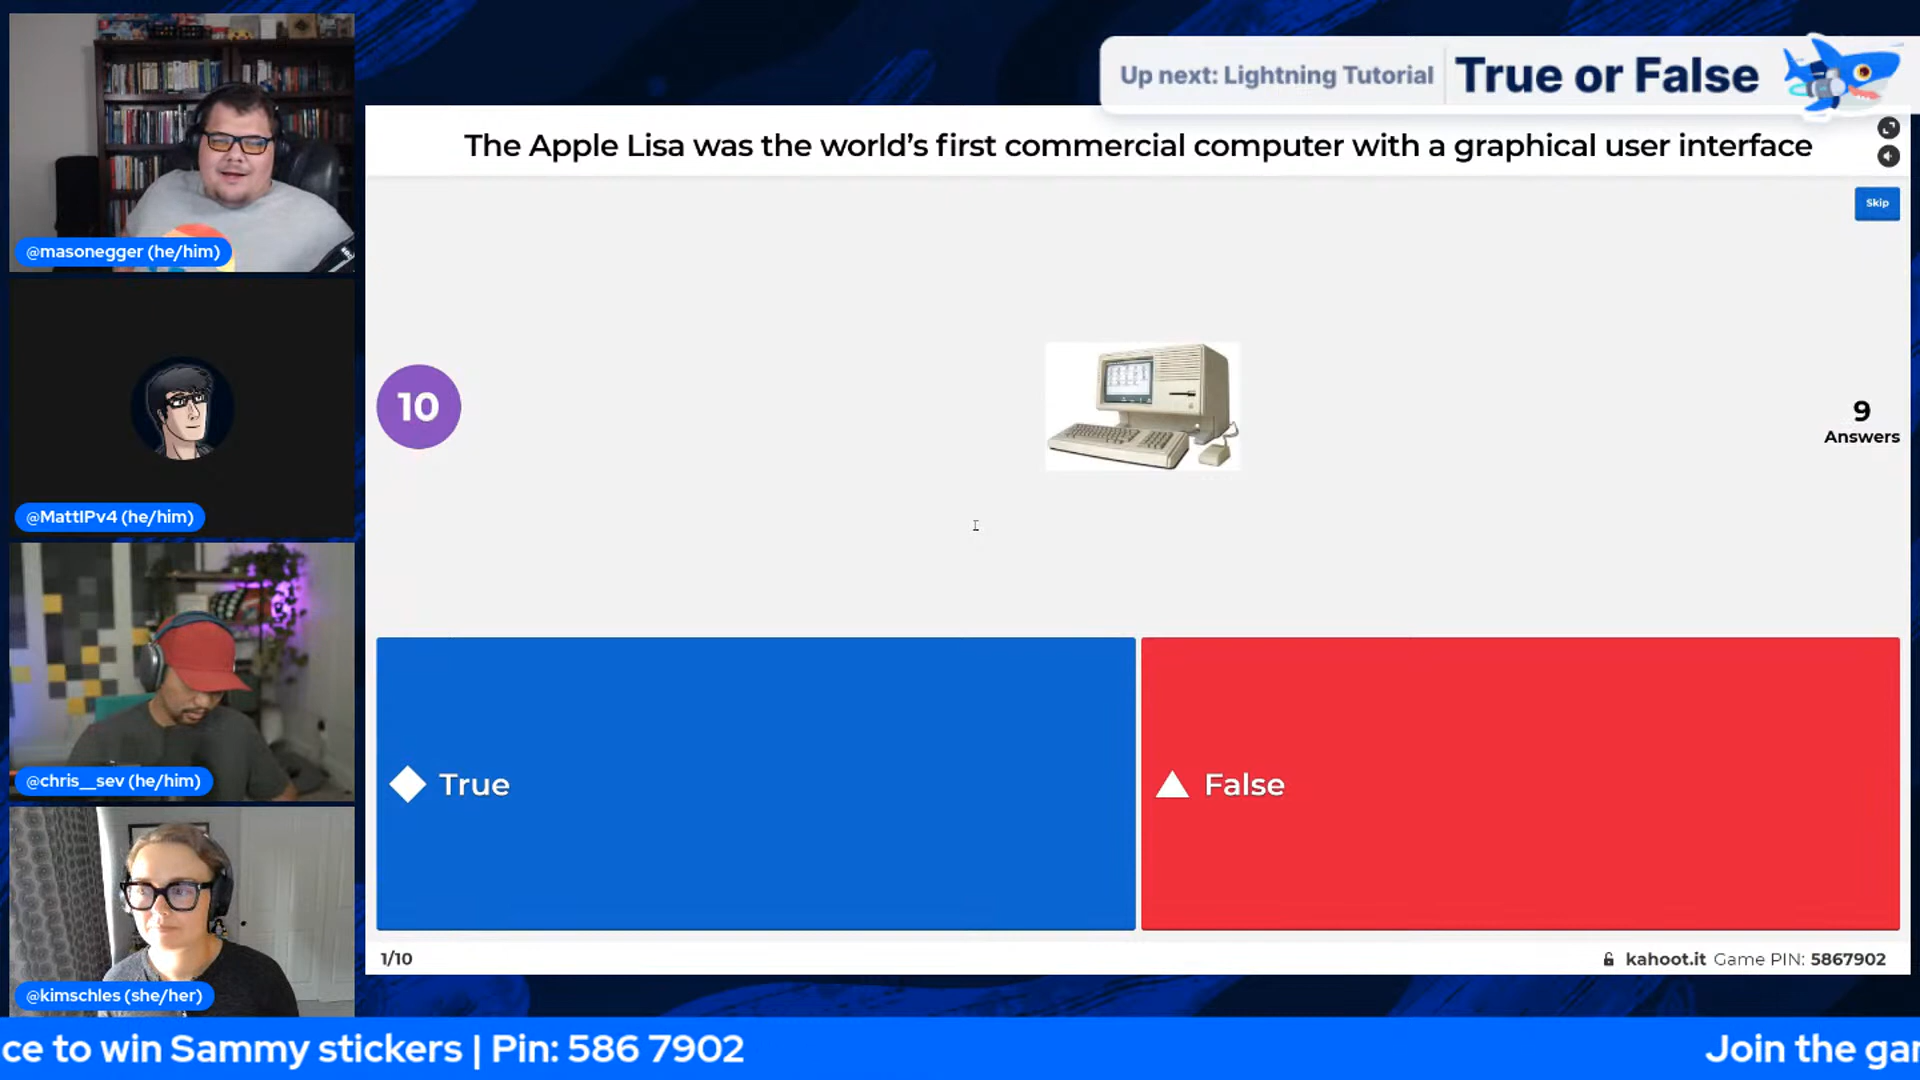 Up next: Lightning Tutorial
True or False
The Apple Lisa was the world's first commercial computer with a graphical user interface
Skip
@masonegger (he/him)
10
9
Answers
@MattIPv4 (he/him)
@chris__sev (he/him)
True
False
1/10
kahoot.it Game PIN: 5867902
@kimschles (she/her)
ce to win Sammy stickers | Pin: 586 7902
Join the gar